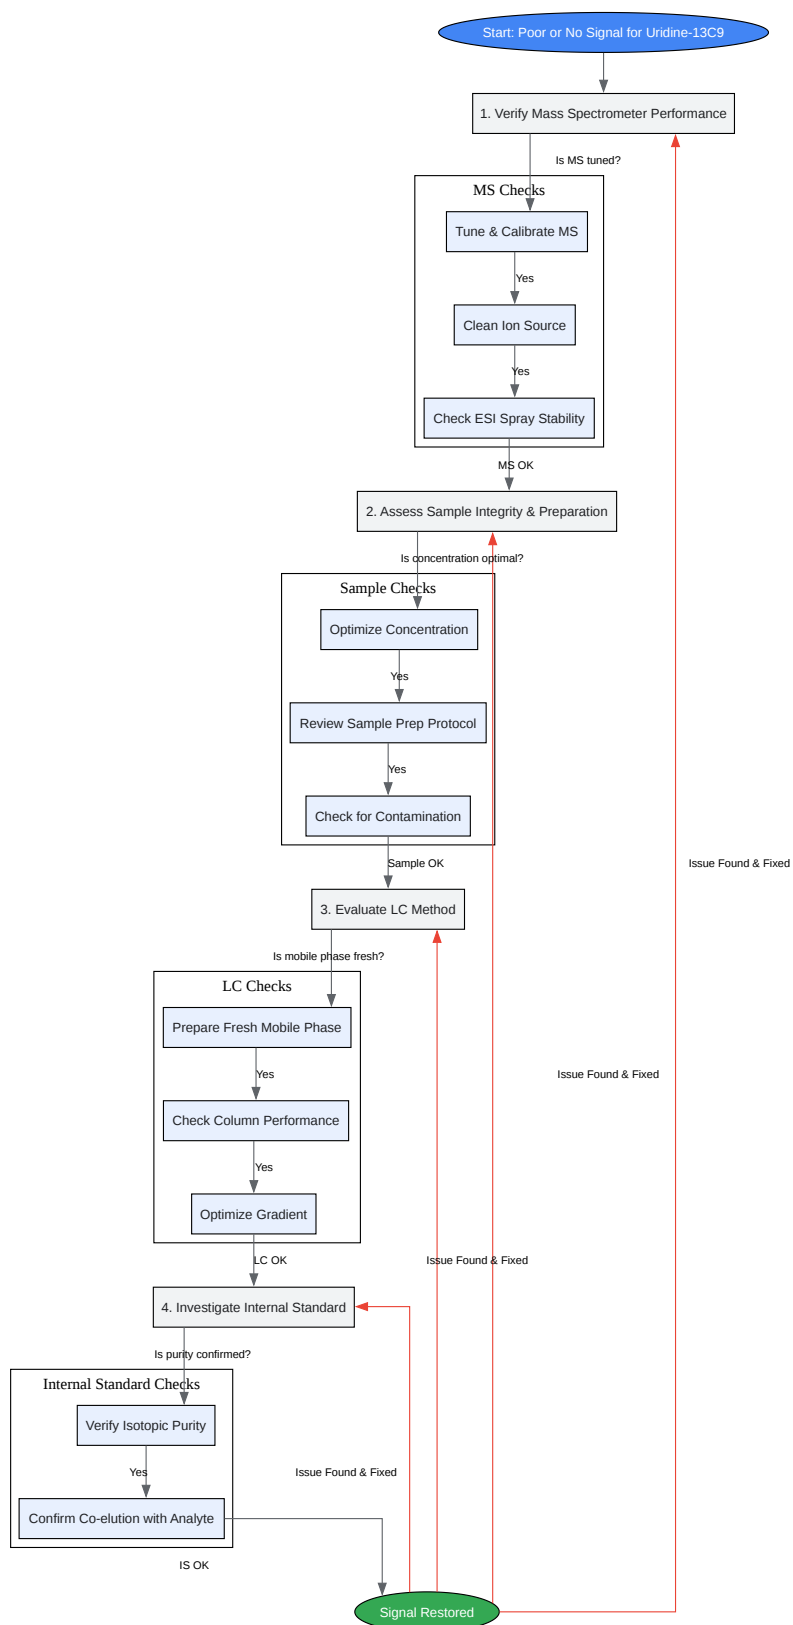 Start: Poor or No Signal for Uridine-13C9
1. Verify Mass Spectrometer Performance
Is MS tuned?
MS Checks
Tune & Calibrate MS
Yes
Clean Ion Source
Yes
Check ESI Spray Stability
MS OK
2. Assess Sample Integrity & Preparation
Is concentration optimal?
Sample Checks
Optimize Concentration
Yes
Review Sample Prep Protocol
Yes
Check for Contamination
Sample OK
Issue Found & Fixed
3. Evaluate LC Method
Is mobile phase fresh?
LC Checks
Prepare Fresh Mobile Phase
Yes
Issue Found & Fixed
Check Column Performance
Yes
Optimize Gradient
LC OK
Issue Found & Fixed
4. Investigate Internal Standard
Is purity confirmed?
Internal Standard Checks
Verify Isotopic Purity
Yes
Issue Found & Fixed
Confirm Co-elution with Analyte
IS OK
Signal Restored